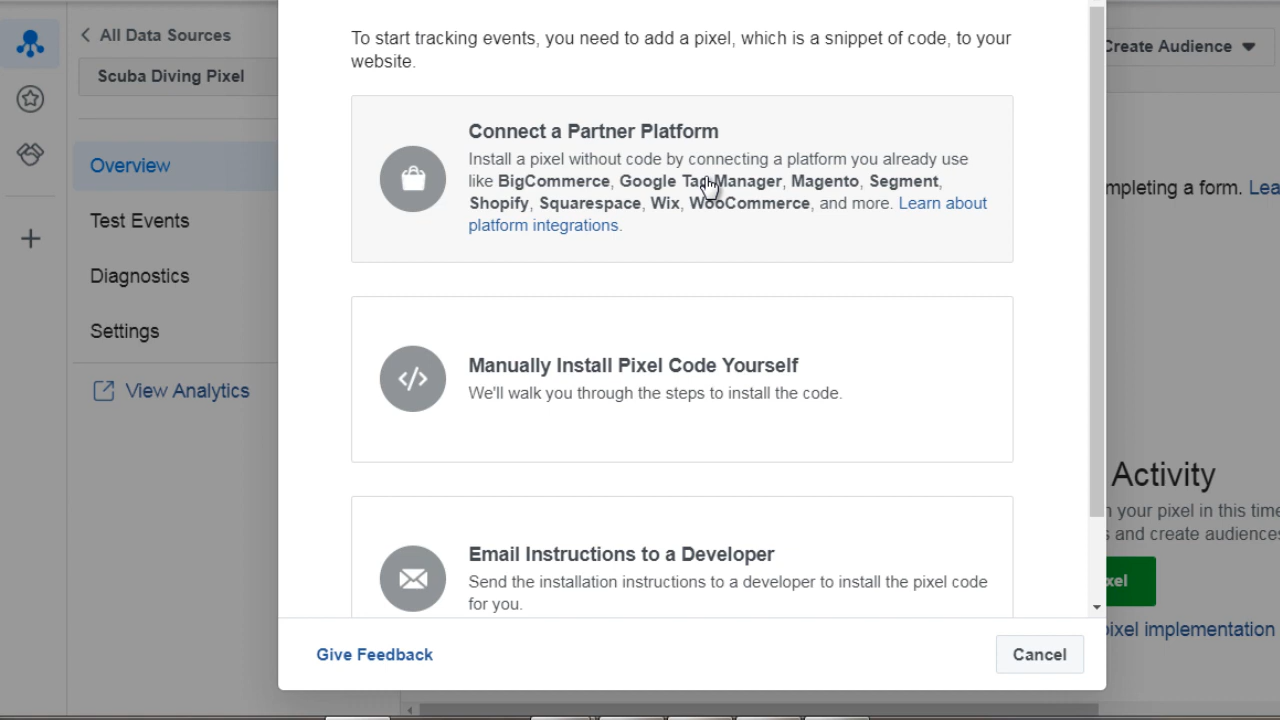 All Data Sources
Scuba Diving Pixel
Overview
Test Events
Diagnostics
Settings
View Analytics
To start tracking events, you need to add a pixel, which is a snippet of code, to your
website.
Connect a Partner Platform
Install a pixel without code by connecting a platform you already use
like BigCommerce, Google Tag Manager, Magento, Segment,
Shopify, Squarespace, Wix, WooCommerce, and more. Learn about
platform integrations.
Manually Install Pixel Code Yourself
We'll walk you through the steps to install the code.
Email Instructions to a Developer
Send the installation instructions to a developer to install the pixel code
for you.
Give Feedback
Cancel
Create Audience
mpleting a form. Lea
Activity
n your pixel in this time
s and create audiences
xel
pixel implementation